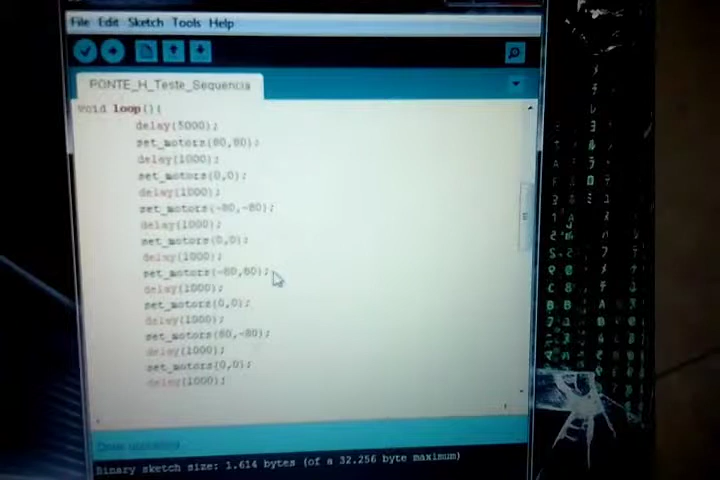 File Edit Sketch Tools Help
PONTE_H_Teste_Sequencia
void loop(){
delay(5000);
set_motors(80,80);
delay(1000);
set_motors(0,0);
delay(1000);
set_motors(-80,-80);
delay(1000);
set_motors(0,0);
delay(1000);
set_motors(-80,80);
delay(1000);
set_motors(0,0);
delay(1000);
set_motors(80,-80);
delay(1000);
set_motors(0,0);
delay(1000);
Done uploading
Binary sketch size: 1.614 bytes (of a 32.256 byte maximum)